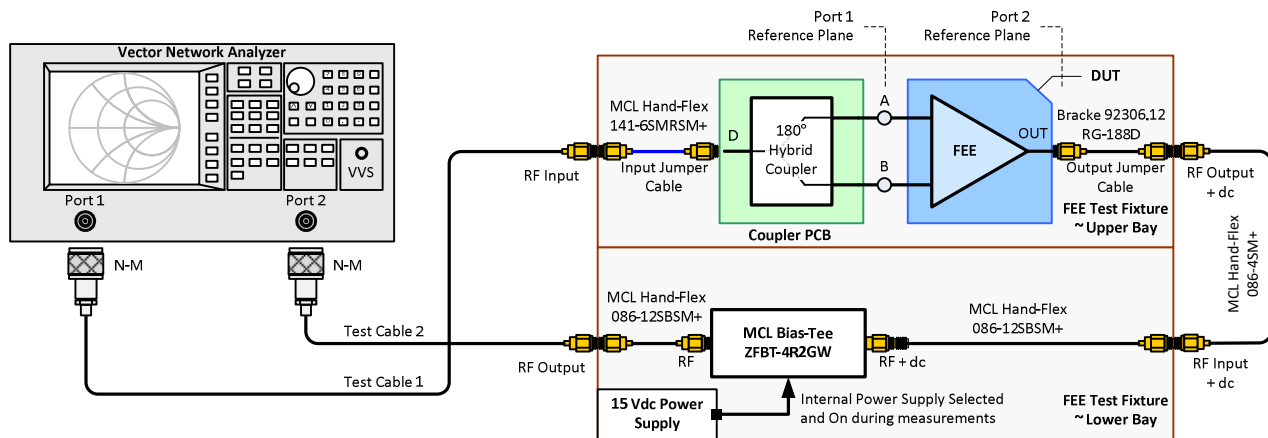 Port 1
Reference Plane
Port 2
Reference Plane
Vector Network Analyzer
VVS
Port 1
Port 2
N-M
N-M
Test Cable 2
Test Cable 1
RF Input
MCL Hand-Flex
141-6SMRSM+
Input Jumper
Cable
D
180°
Hybrid
Coupler
Coupler PCB
A
B
FEE
OUT
DUT
Bracke 92306,12
RG-188D
Output Jumper
Cable
FEE Test Fixture
~ Upper Bay
RF Output
+ dc
MCL Hand-Flex
086-4SM+
RF Output
MCL Hand-Flex
086-12SBSM+
RF
MCL Bias-Tee
ZFBT-4R2GW
RF + dc
MCL Hand-Flex
086-12SBSM+
RF Input
+ dc
15 Vdc Power
Supply
Internal Power Supply Selected
and On during measurements
FEE Test Fixture
~ Lower Bay